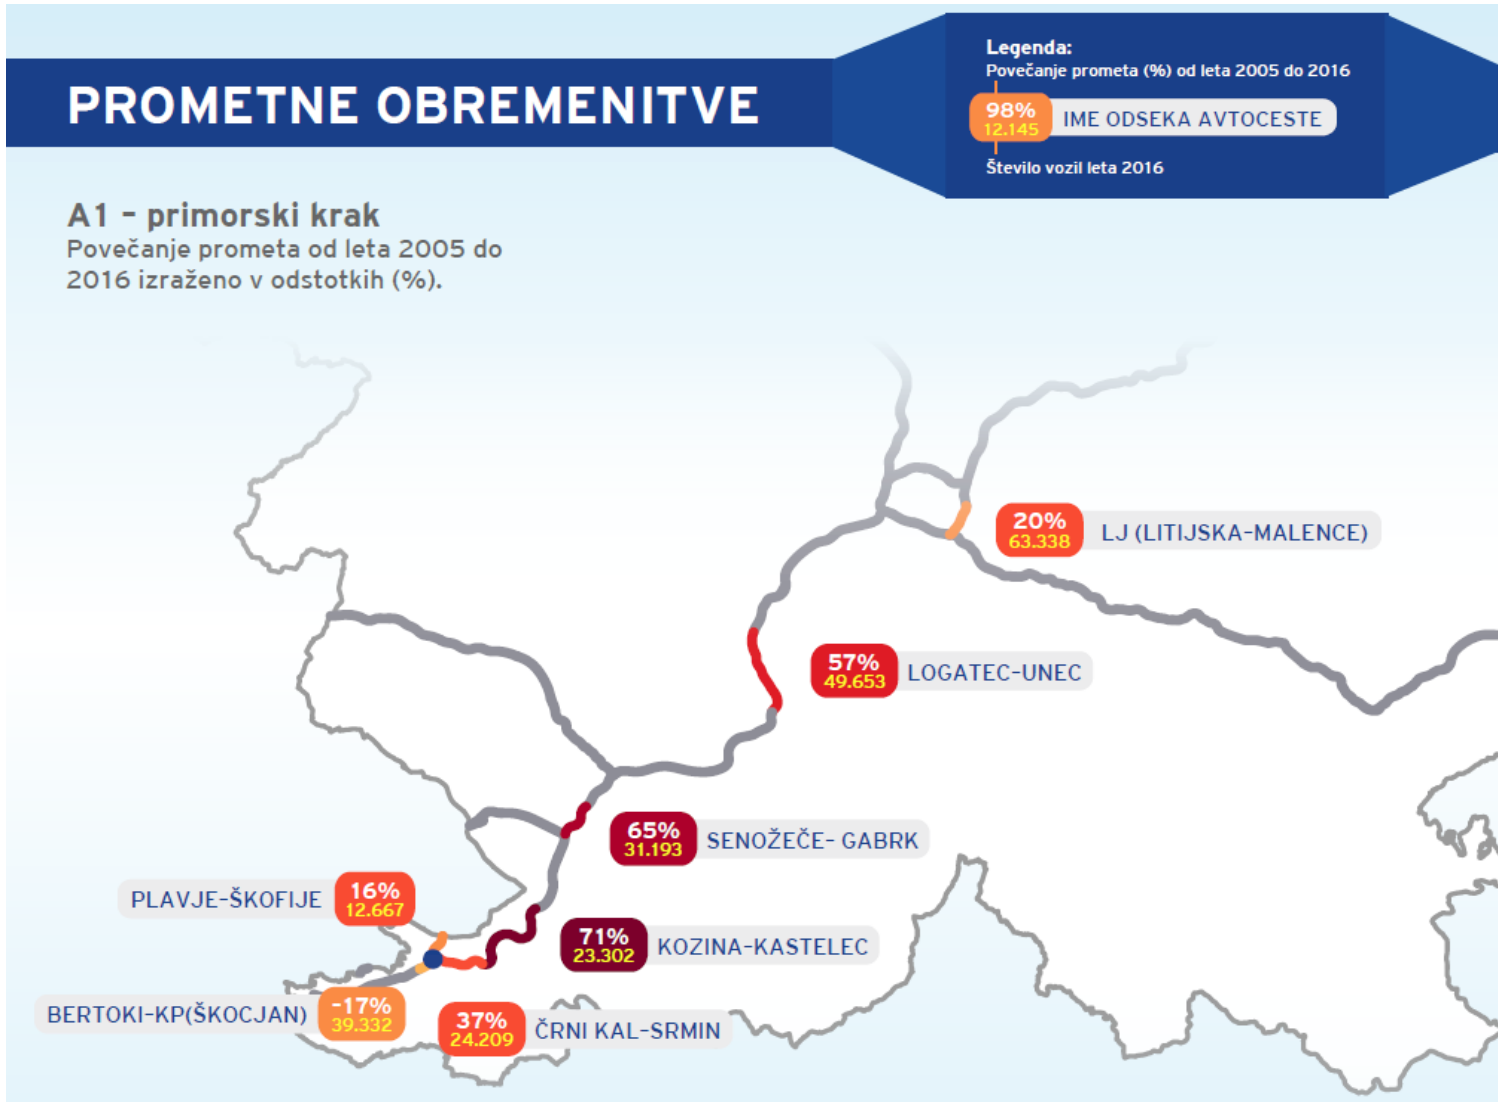 PROMETNE OBREMENITVE
Legenda:
Povečanje prometa (%) od leta 2005 do 2016
98%
12.145
IME ODSEKA AVTOCESTE
Število vozil leta 2016
A1 – primorski krak
Povečanje prometa od leta 2005 do
2016 izraženo v odstotkih (%).
20%
63.338
LJ (LITIJSKA-MALENCE)
57%
49.653
LOGATEC-UNEC
65%
31.193
SENOŽEČE- GABRK
PLAVJE-ŠKOFIJE
16%
12.667
71%
23.302
KOZINA-KASTELEC
BERTOKI-KP(ŠKOCJAN)
-17%
39.332
37%
24.209
ČRNI KAL-SRMIN